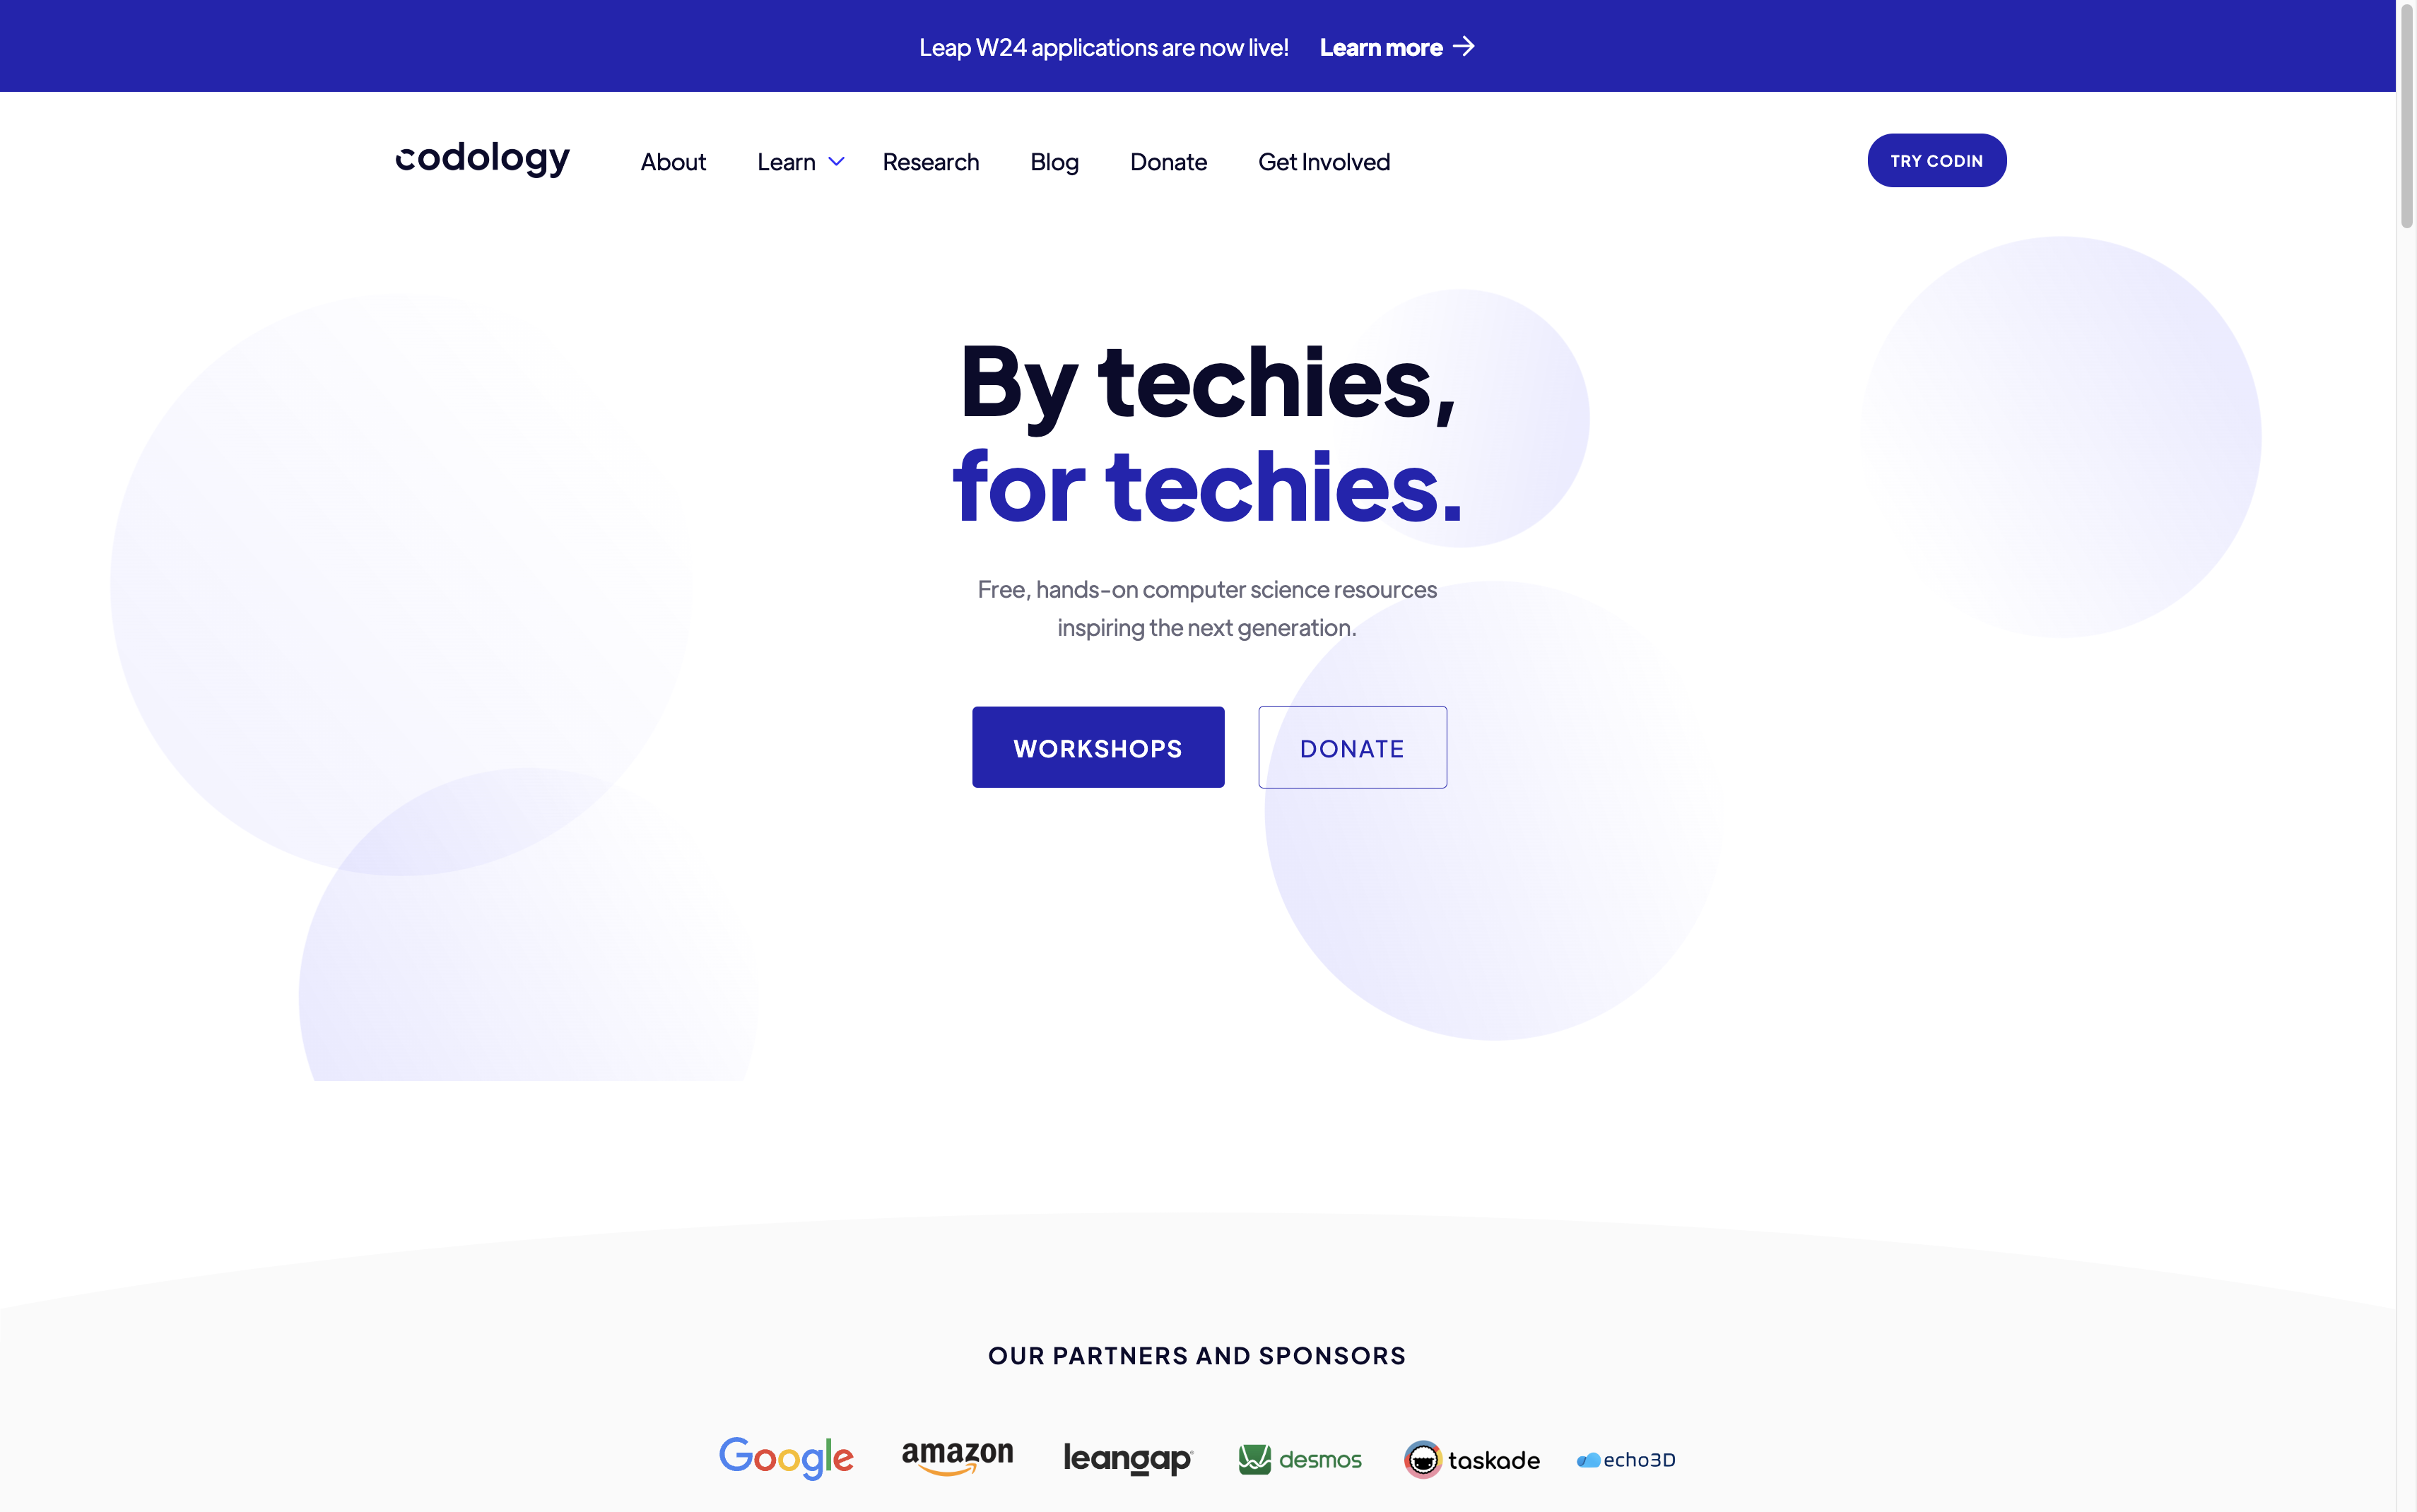 Leap W24 applications are now live! Learn more
codology About Learn Research Blog Donate Get Involved TRY CODIN
By techies,
for techies.
Free, hands-on computer science resources
inspiring the next generation.
WORKSHOPS DONATE
OUR PARTNERS AND SPONSORS
Google amazon leangap desmos taskade echo3D